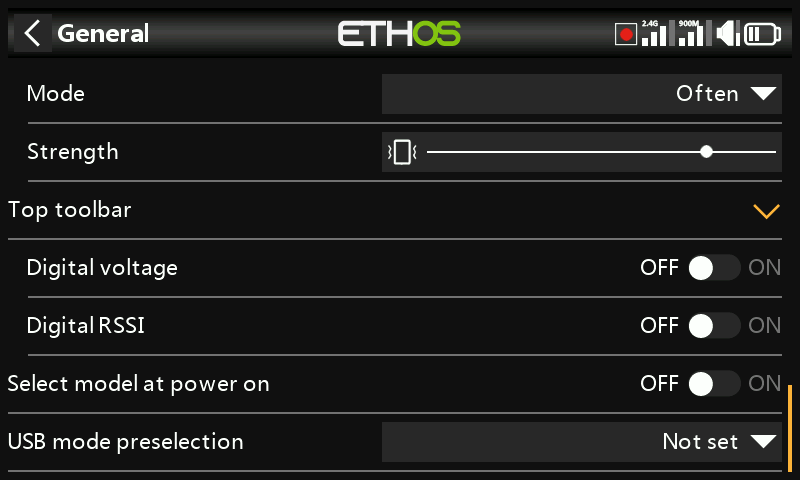 General
ETHOS
2.4G
900M
Mode
Often
Strength
Top toolbar
Digital voltage
OFF ON
Digital RSSI
OFF ON
Select model at power on
OFF ON
USB mode preselection
Not set